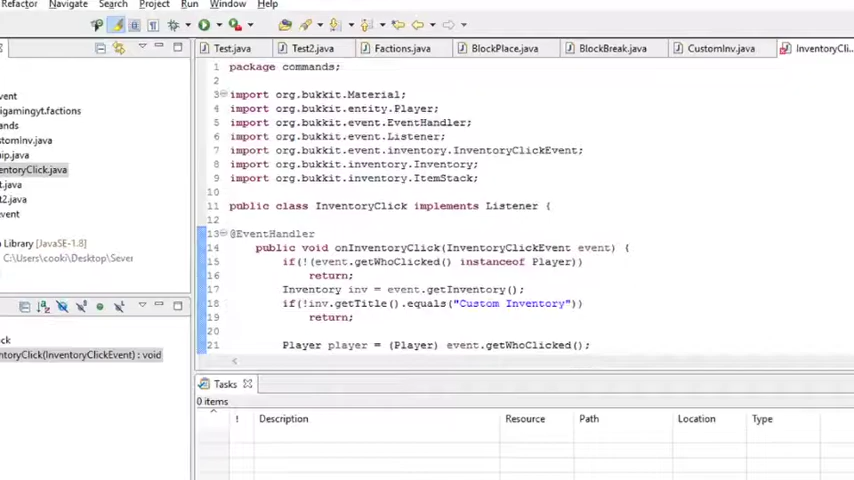 Refactor Navigate Search Project Run Window Help
Test.java Test2.java Factions.java BlockPlace.java BlockBreak.java CustomInv.java InventoryCli...
vent
igamingyt.factions
ands
stomInv.java
ip.java
entoryClick.java
t.java
t2.java
vent
a Library [JavaSE-1.8]
C:\Users\cooki\Desktop\Sever
ck
ntoryClick(InventoryClickEvent) : void
1 package commands;
2
3 import org.bukkit.Material;
4 import org.bukkit.entity.Player;
5 import org.bukkit.event.EventHandler;
6 import org.bukkit.event.Listener;
7 import org.bukkit.event.inventory.InventoryClickEvent;
8 import org.bukkit.inventory.Inventory;
9 import org.bukkit.inventory.ItemStack;
10
11 public class InventoryClick implements Listener {
12
13 @EventHandler
14 public void onInventoryClick(InventoryClickEvent event) {
15 if(!(event.getWhoClicked() instanceof Player))
16 return;
17 Inventory inv = event.getInventory();
18 if(!inv.getTitle().equals("Custom Inventory"))
19 return;
20
21 Player player = (Player) event.getWhoClicked();
Tasks
0 items
! Description Resource Path Location Type